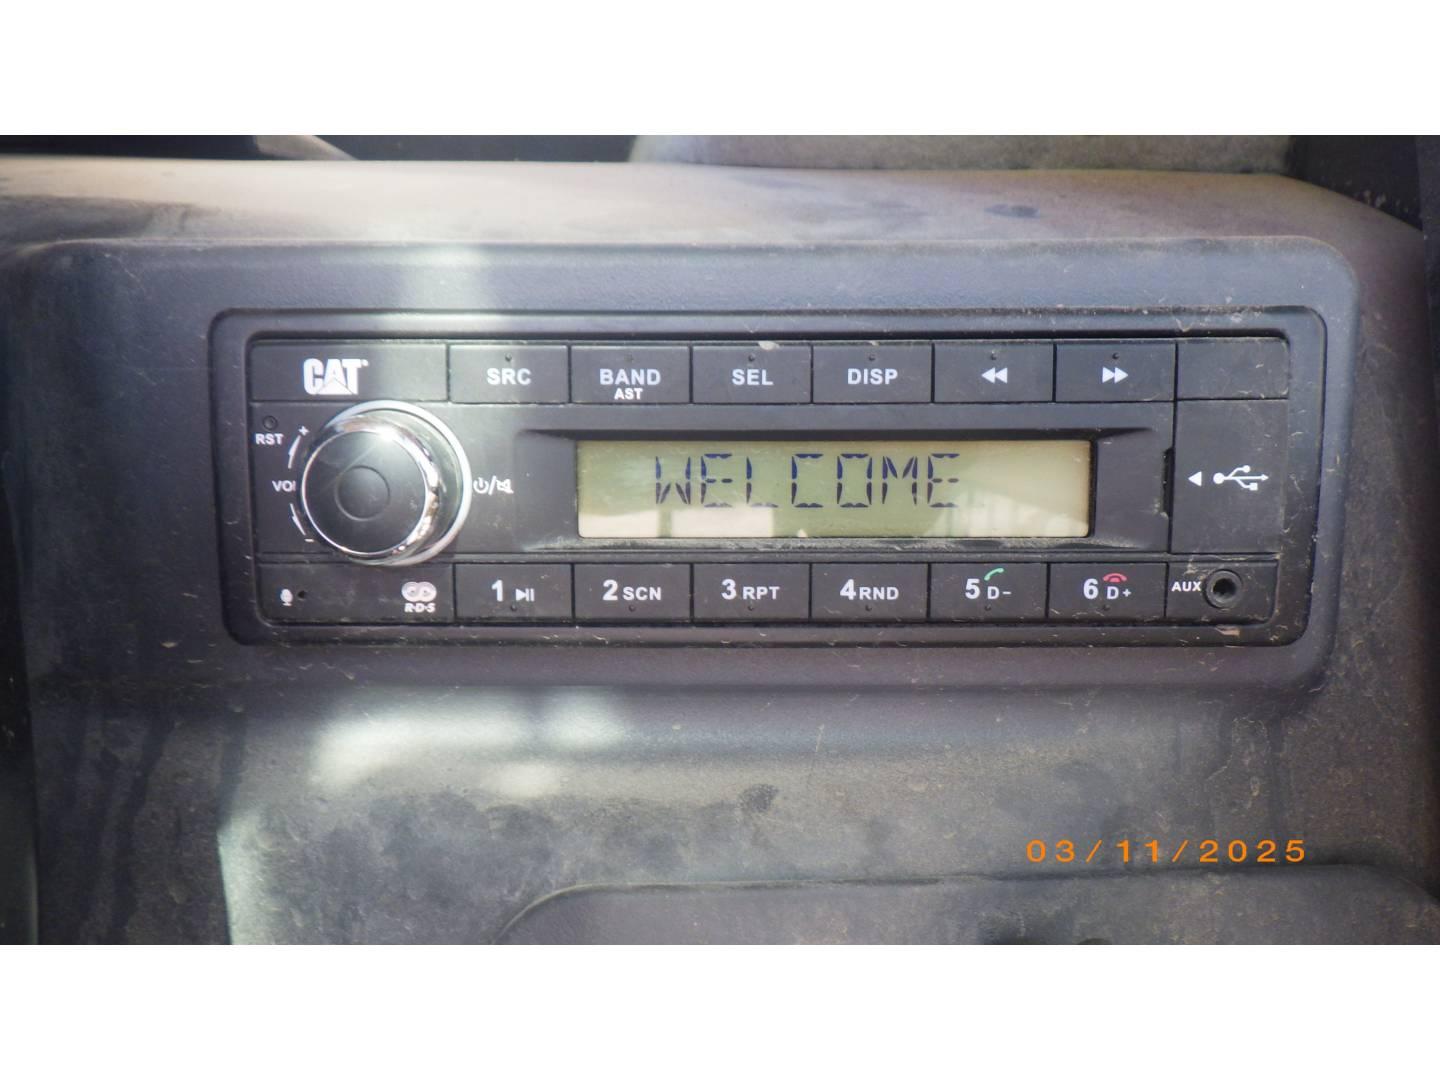 CAT
SRC
BAND
AST
SEL
DISP
RST
+
VOL
-
WELCOME
R·D·S
1
2 SCN
3 RPT
4 RND
5 D-
6 D+
AUX
03/11/2025